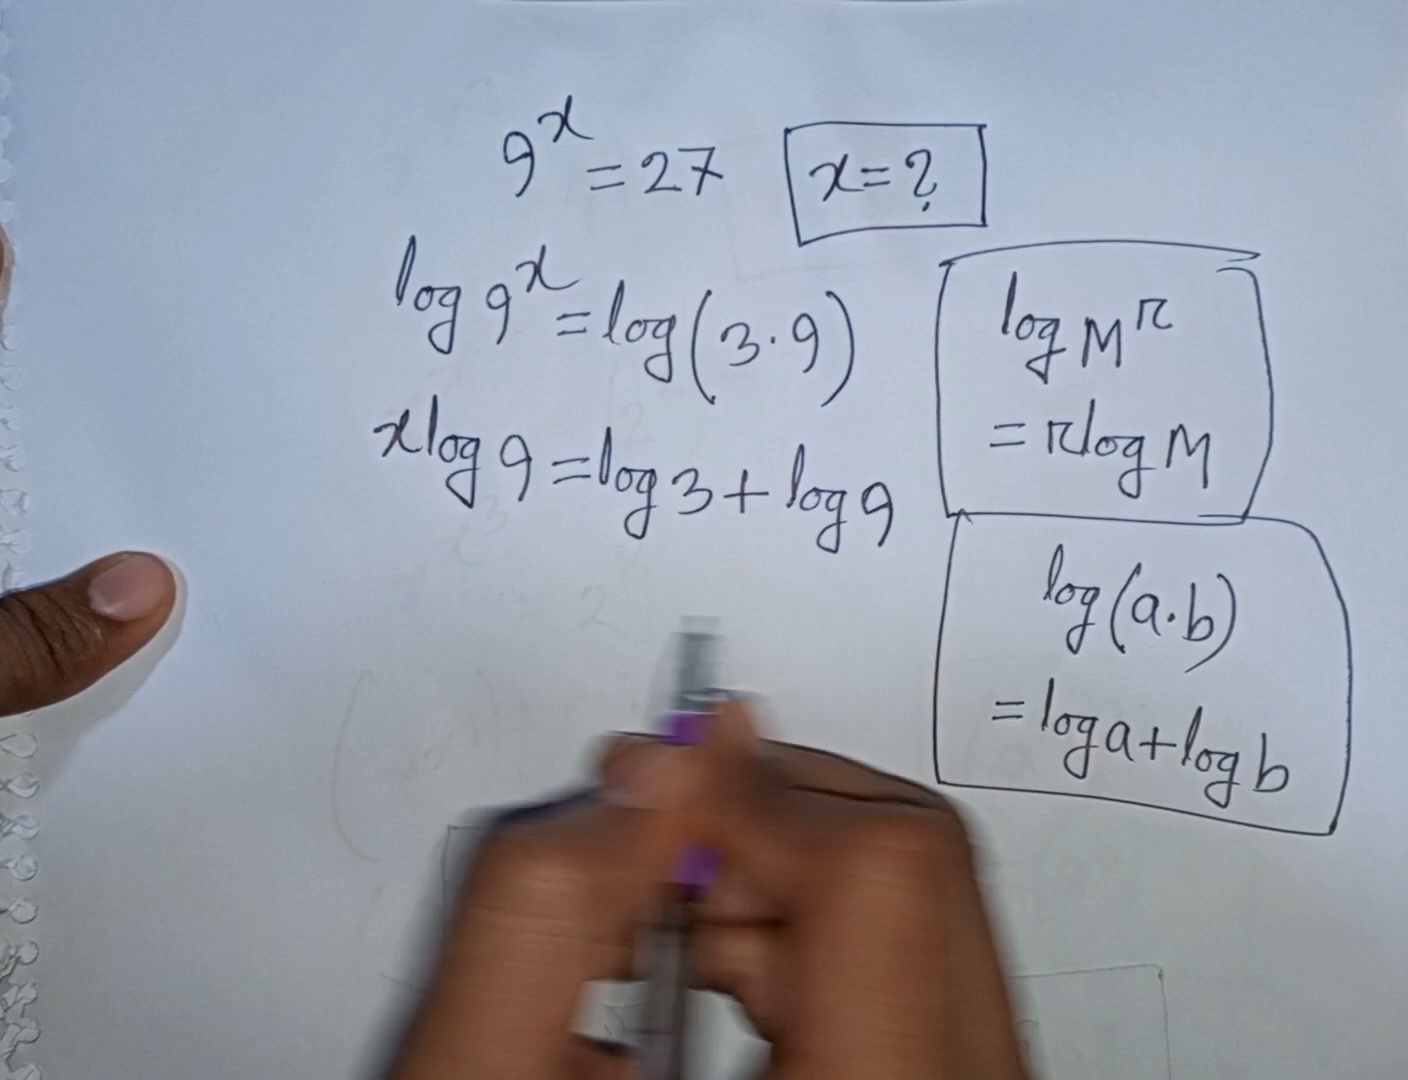 9^x = 27
x = ?
log 9^x = log(3·9)
x log 9 = log 3 + log 9
log M^r
= r log M
log(a·b)
= log a + log b